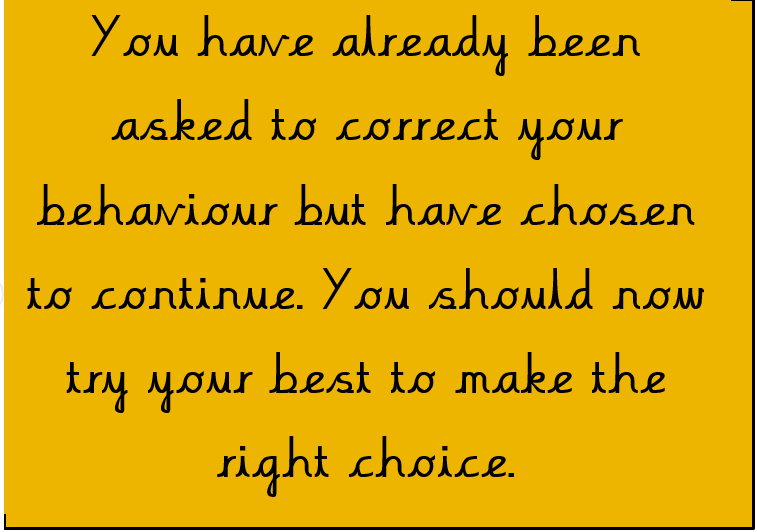 You have already been
asked to correct your
behaviour but have chosen
to continue. You should now
try your best to make the
right choice.